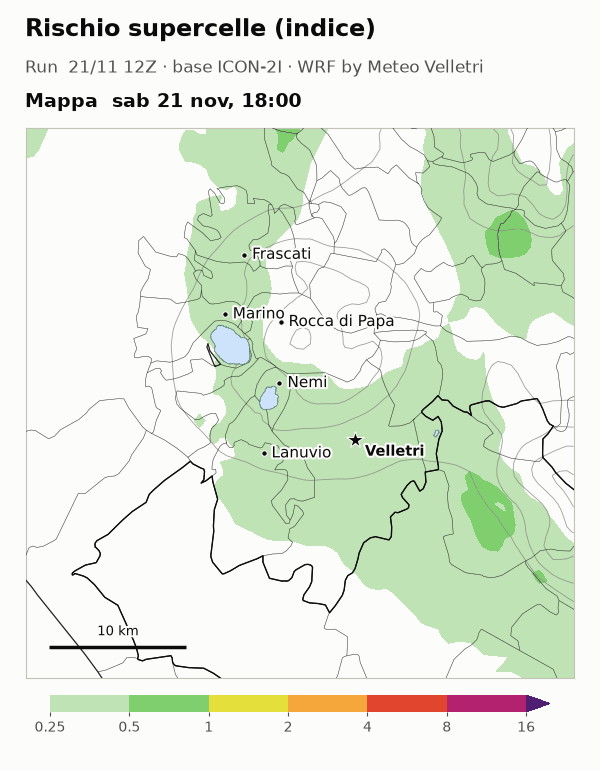 Rischio supercelle (indice)
Run 21/11 12Z · base ICON-2I · WRF by Meteo Velletri
Mappa sab 21 nov, 18:00
Frascati
Marino
Rocca di Papa
Nemi
Velletri
Lanuvio
10 km
0.25 0.5 1 2 4 8 16